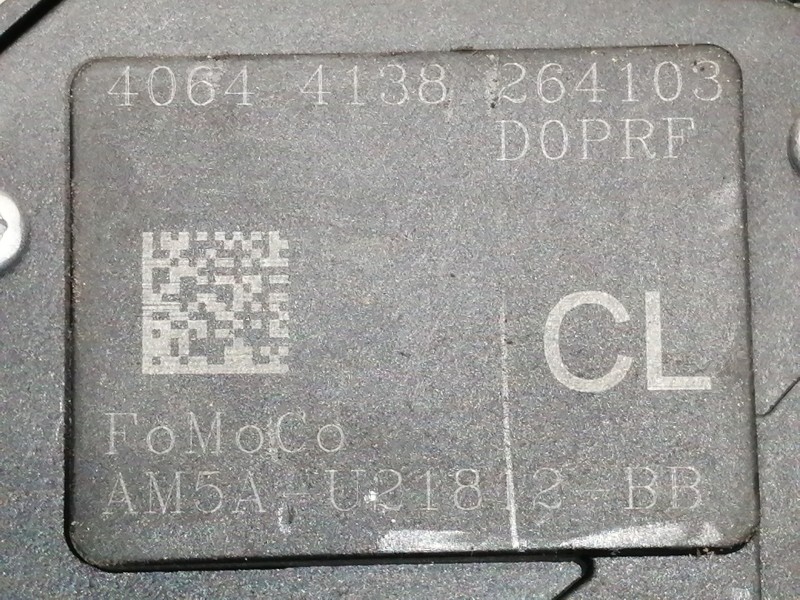 4064 4138 264103
D0PRF
CL
FoMoCo
AM5A-U21812-BB